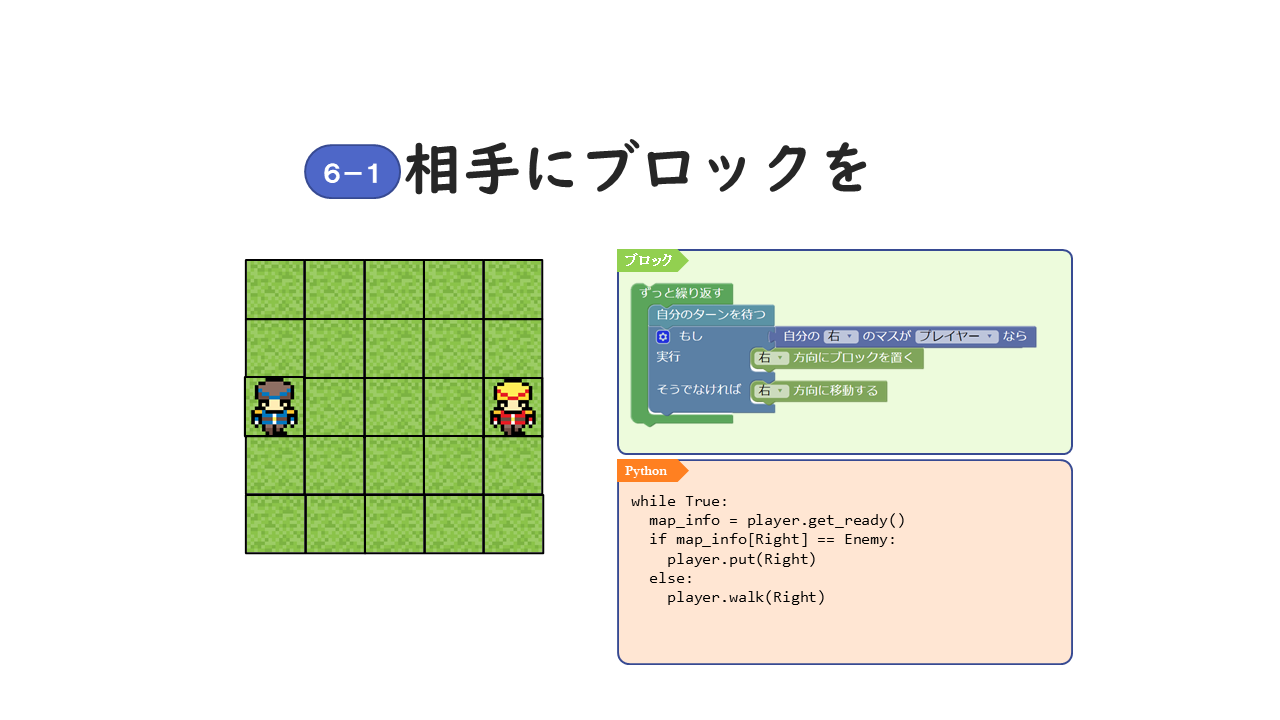 6−1 相手にブロックを
ブロック
ずっと繰り返す
自分のターンを待つ
もし 自分の 右 のマスが プレイヤー なら
実行 右 方向にブロックを置く
そうでなければ 右 方向に移動する
Python
while True:
  map_info = player.get_ready()
  if map_info[Right] == Enemy:
    player.put(Right)
  else:
    player.walk(Right)